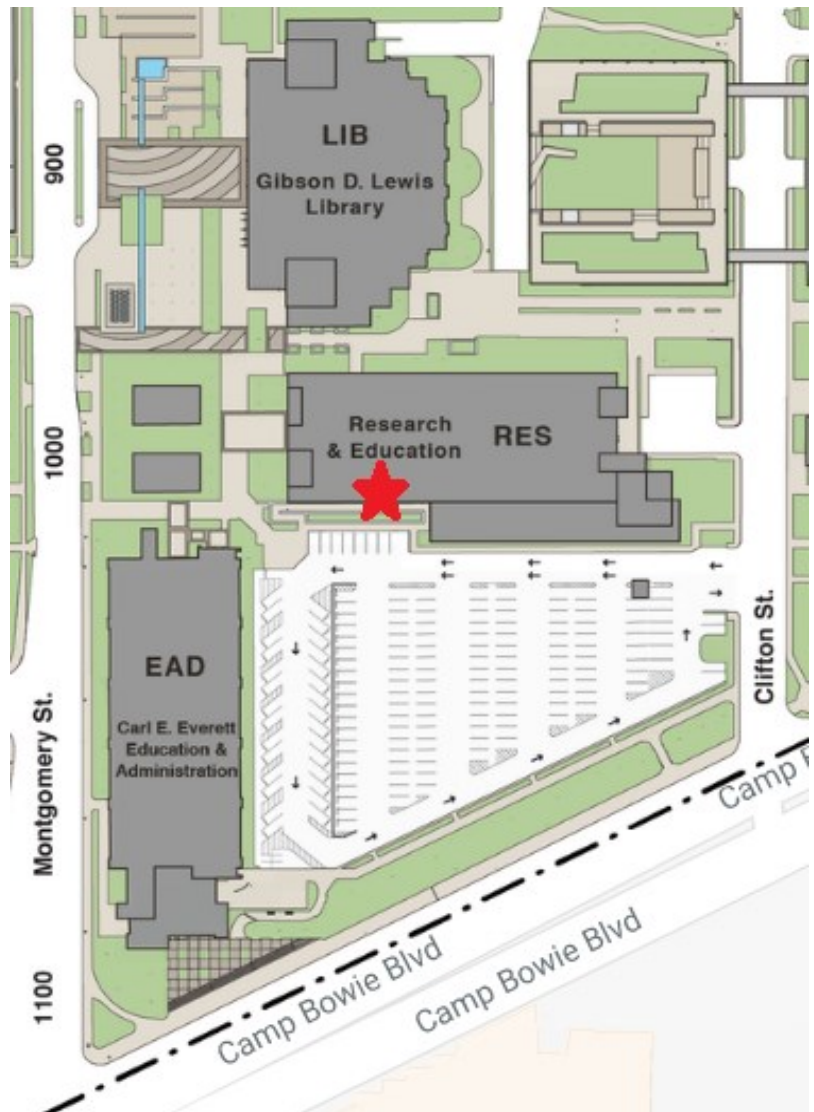 LIB
Gibson D. Lewis
Library
900
Research
& Education
RES
1000
EAD
Carl E. Everett
Education &
Administration
Montgomery St.
Clifton St.
1100
Camp Bowie Blvd
Camp Bowie Blvd
Camp